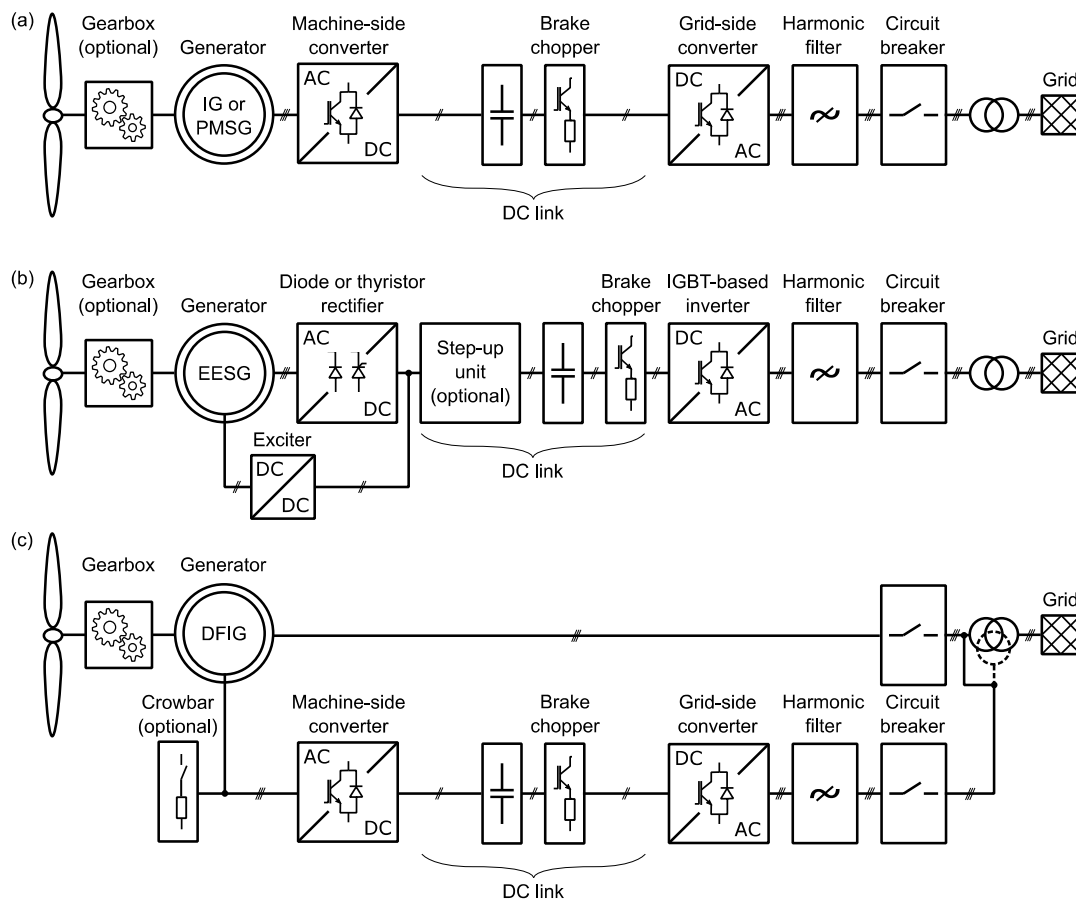 (a)
Gearbox
(optional)
Generator
Machine-side
converter
Brake
chopper
Grid-side
converter
Harmonic
filter
Circuit
breaker
Grid
IG or
PMSG
AC
DC
DC
AC
DC link
(b)
Gearbox
(optional)
Generator
Diode or thyristor
rectifier
Brake
chopper
IGBT-based
inverter
Harmonic
filter
Circuit
breaker
Grid
EESG
AC
DC
Step-up
unit
(optional)
DC
AC
Exciter
DC
DC
DC link
(c)
Gearbox
Generator
Grid
DFIG
Crowbar
(optional)
Machine-side
converter
Brake
chopper
Grid-side
converter
Harmonic
filter
Circuit
breaker
AC
DC
DC
AC
DC link